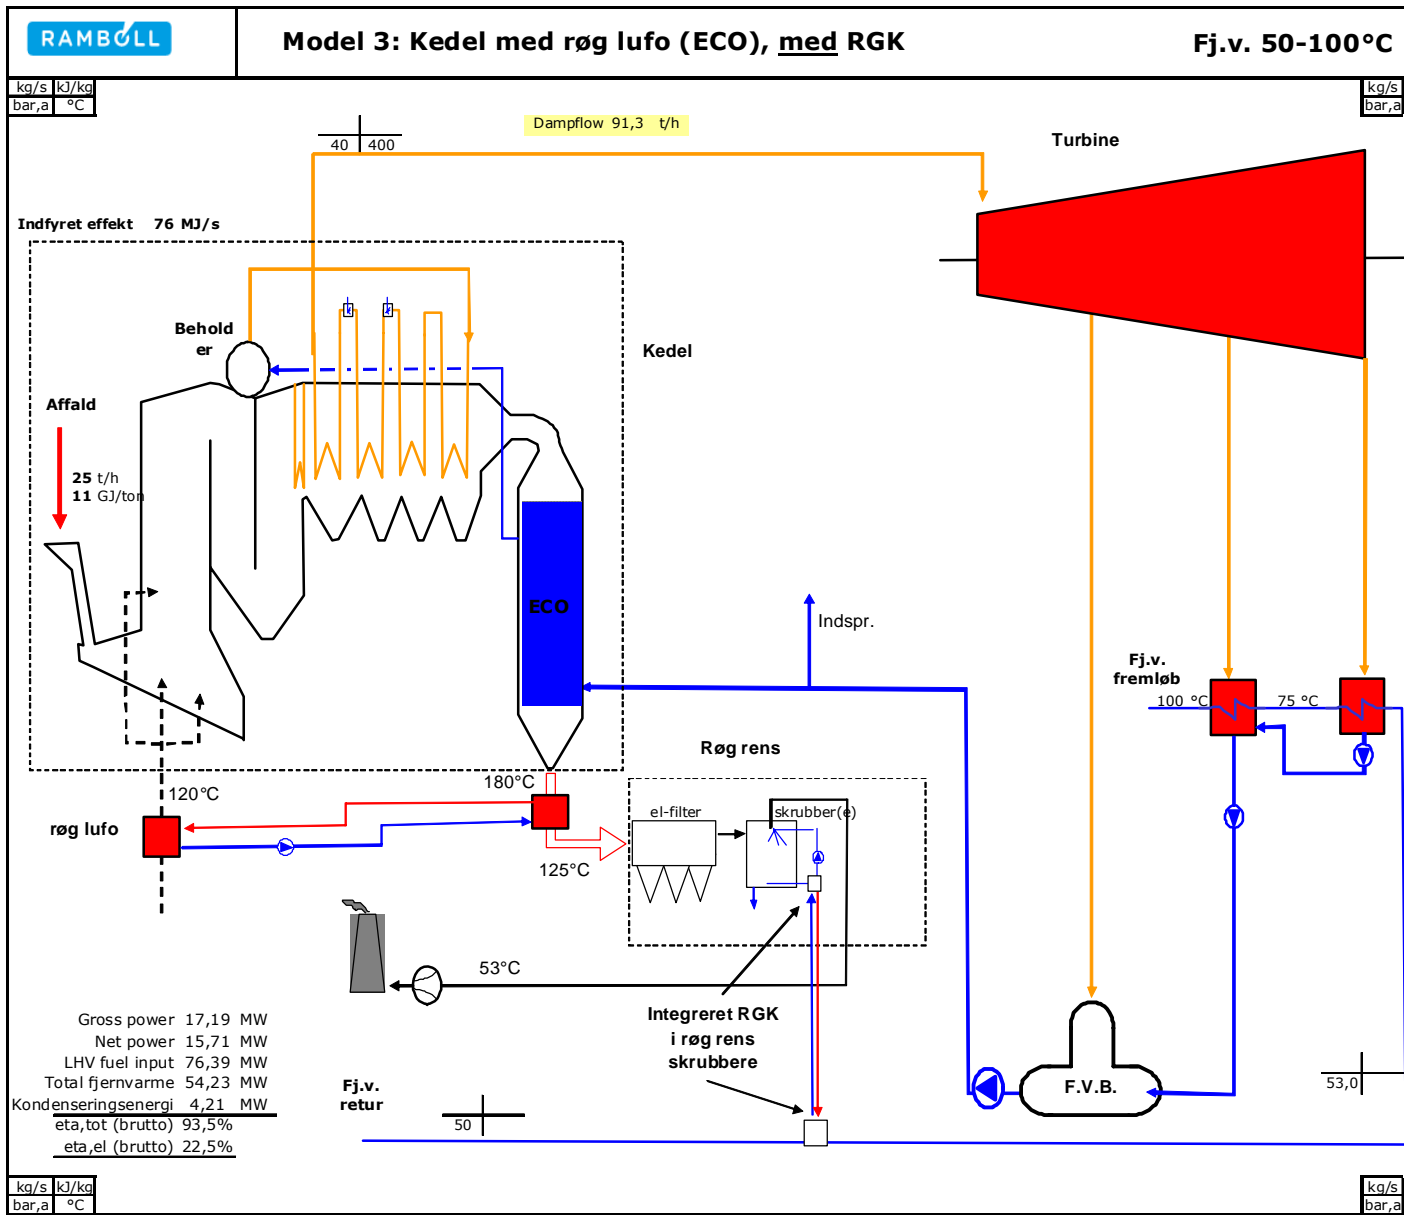 RAMBOLL
Model 3: Kedel med røg lufo (ECO), med RGK
Fj.v. 50-100°C
kg/s kJ/kg
bar,a °C
kg/s
bar,a
Dampflow 91,3 t/h
40 400
Turbine
Indfyret effekt 76 MJ/s
Behold
er
Kedel
Affald
25 t/h
11 GJ/ton
ECO
Indspr.
Fj.v.
fremløb
100 °C 75 °C
Røg rens
180°C
120°C
røg lufo
el-filter
skrubber(e)
125°C
53°C
Integreret RGK
i røg rens
skrubbere
F.V.B.
53,0
Gross power 17,19 MW
Net power 15,71 MW
LHV fuel input 76,39 MW
Total fjernvarme 54,23 MW
Kondenseringsenergi 4,21 MW
eta,tot (brutto) 93,5%
eta,el (brutto) 22,5%
Fj.v.
retur
50
kg/s kJ/kg
bar,a °C
kg/s
bar,a